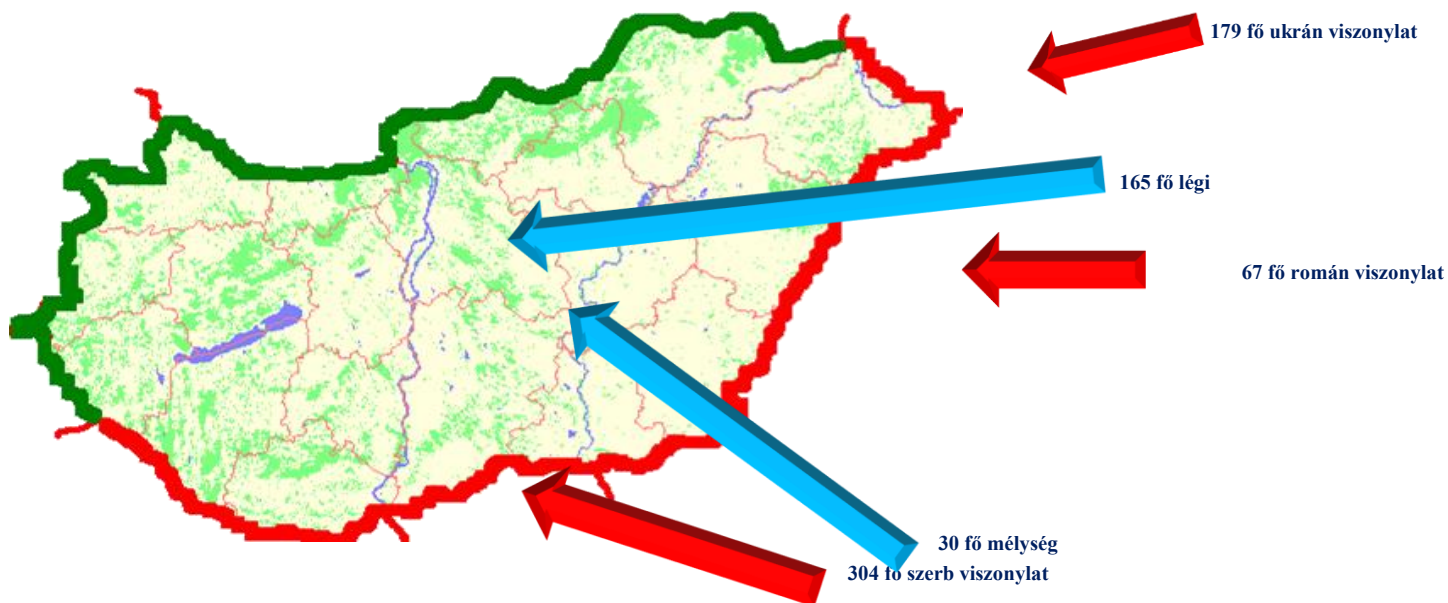 179 fő ukrán viszonylat
165 fő légi
67 fő román viszonylat
30 fő mélység
304 fő szerb viszonylat